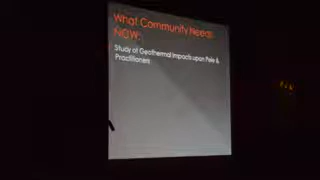 What Community Needs
NOW:
Study of Geothermal Impacts upon Pele &
Practitioners